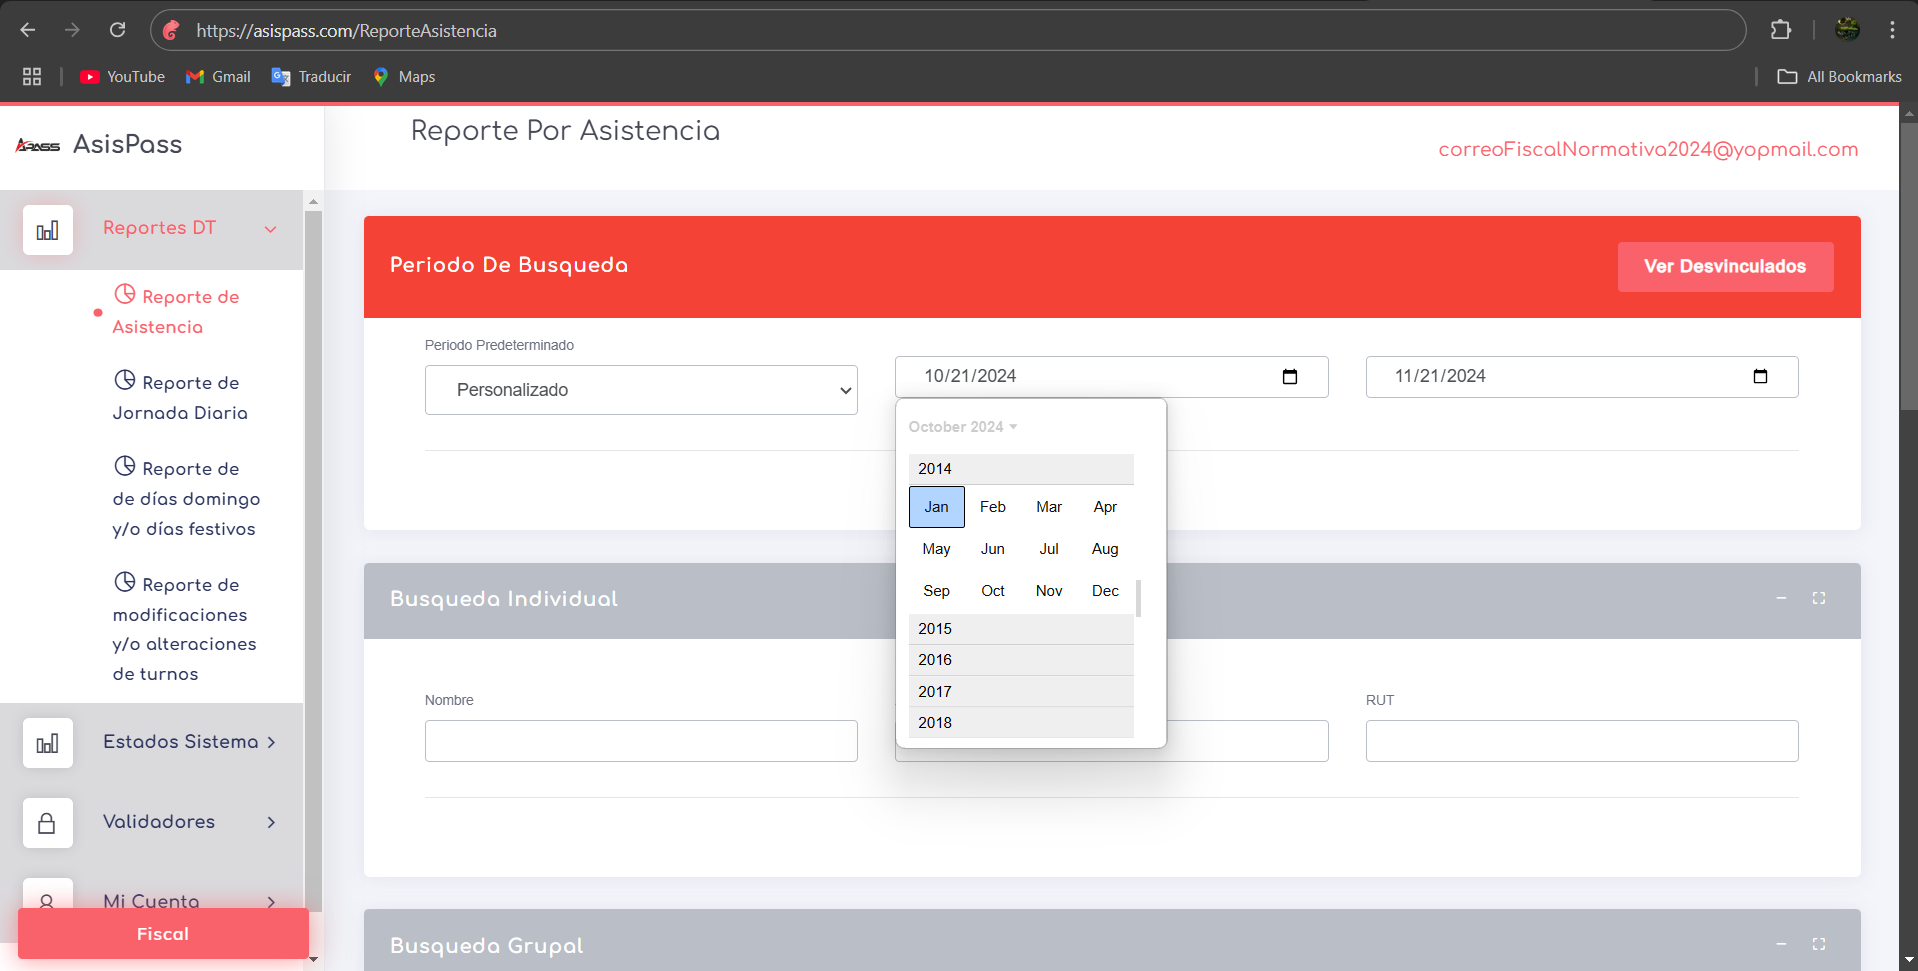 https://asispass.com/ReporteAsistencia
YouTube
Gmail
Traducir
Maps
All Bookmarks
APASS AsisPass
Reporte Por Asistencia
correoFiscalNormativa2024@yopmail.com
Reportes DT
Reporte de
Asistencia
Reporte de
Jornada Diaria
Reporte de
de días domingo
y/o días festivos
Reporte de
modificaciones
y/o alteraciones
de turnos
Estados Sistema
Validadores
Mi Cuenta
Fiscal
Periodo De Busqueda
Ver Desvinculados
Periodo Predeterminado
Personalizado
10/21/2024
11/21/2024
October 2024
2014
Jan Feb Mar Apr
May Jun Jul Aug
Sep Oct Nov Dec
2015
2016
2017
2018
Busqueda Individual
Nombre
RUT
Busqueda Grupal